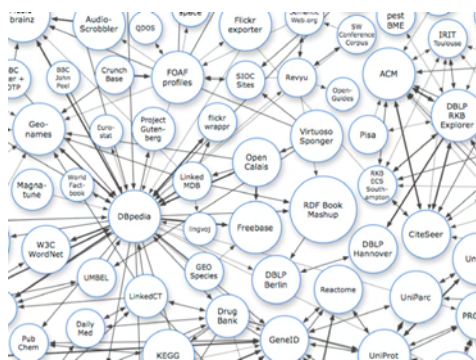 brainz
Audio-
Scrobbler
QDOS
space
Flickr
exporter
Semantic
Web.org
SW
Conference
Corpus
pest
BME
IRIT
Toulouse
BBC
John
Peel
Crunch
Base
FOAF
profiles
SIOC
Sites
Revyu
Open-
Guides
ACM
DBLP
RKB
Explorer
Geo-
names
Euro-
stat
Project
Guten-
berg
flickr
wrappr
Virtuoso
Sponger
Pisa
Open
Calais
Magna-
tune
World
Fact-
book
Linked
MDB
RKB
ECS
South-
ampton
DBpedia
lingvoj
Freebase
RDF Book
Mashup
CiteSeer
W3C
WordNet
DBLP
Hannover
UMBEL
GEO
Species
DBLP
Berlin
LinkedCT
Reactome
UniParc
Drug
Bank
Daily
Med
Pub
Chem
KEGG
GeneID
UniProt